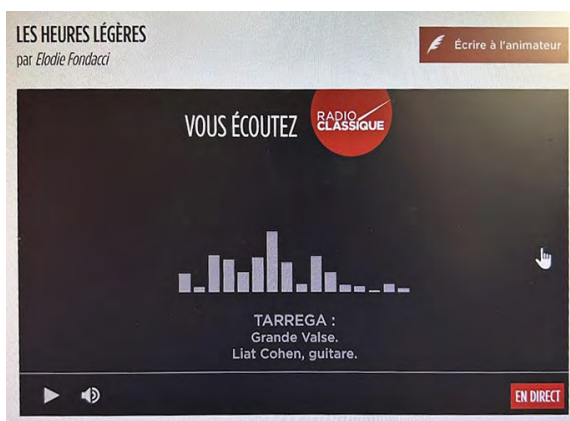 LES HEURES LÉGÈRES
par Elodie Fondacci
Écrire à l'animateur
VOUS ÉCOUTEZ
RADIO
CLASSIQUE
TARREGA :
Grande Valse.
Liat Cohen, guitare.
EN DIRECT